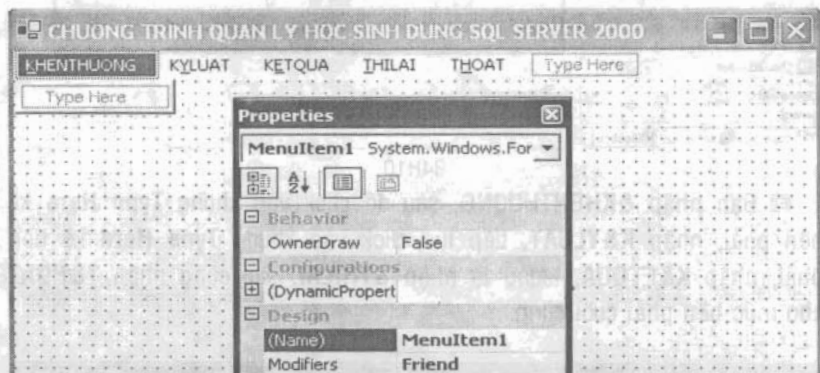 CHUONG TRINH QUAN LY HOC SINH DUNG SQL SERVER 2000
KHENTHUONG KYLUAT KETQUA THILAI THOAT Type Here
Type Here
Properties
MenuItem1 System.Windows.For
Behavior
OwnerDraw False
Configurations
(DynamicPropert
Design
(Name) MenuItem1
Modifiers Friend